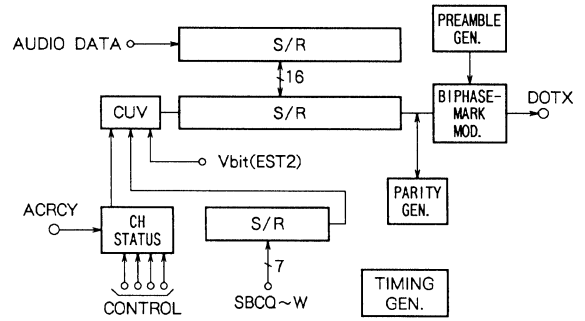 PREAMBLE
GEN.
AUDIO DATA
S/R
16
CUV
S/R
BIPHASE-
MARK
MOD.
DOTX
Vbit(EST2)
PARITY
GEN.
ACRCY
CH
STATUS
S/R
7
CONTROL
SBCQ~W
TIMING
GEN.